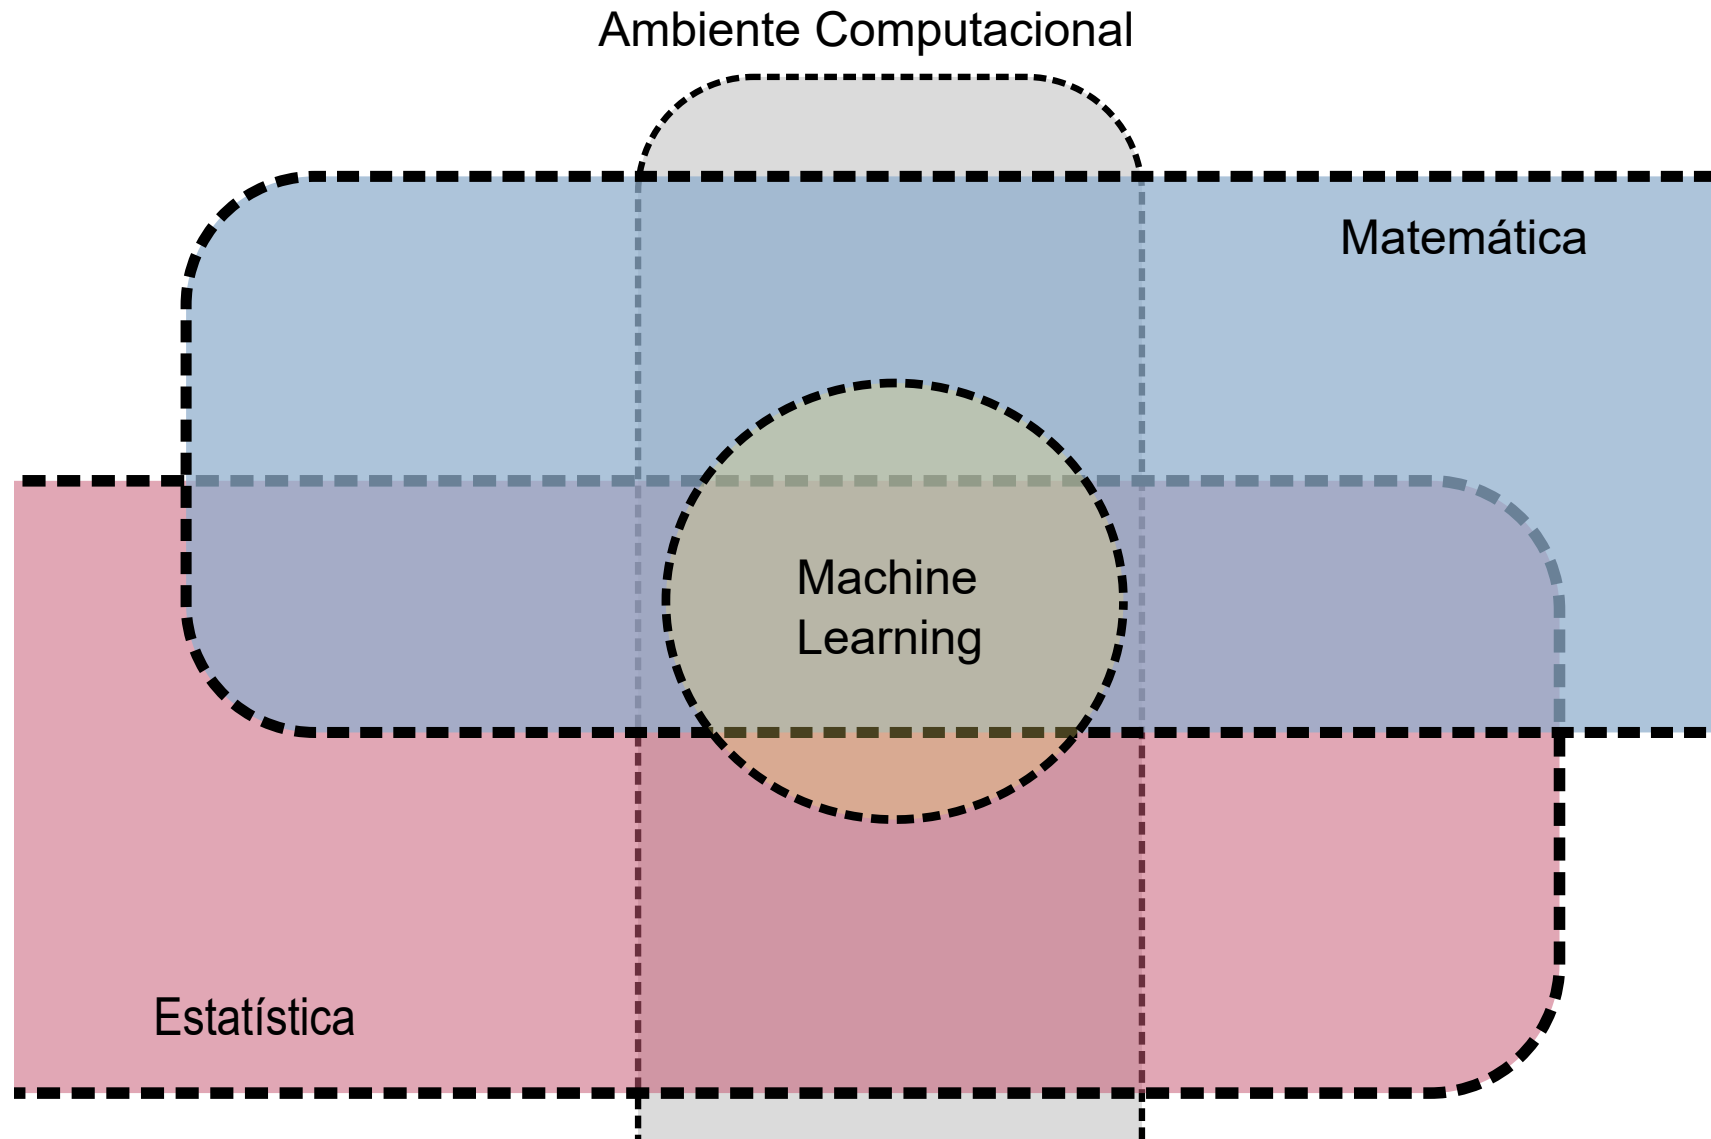 Ambiente Computacional
Matemática
Machine
Learning
Estatística